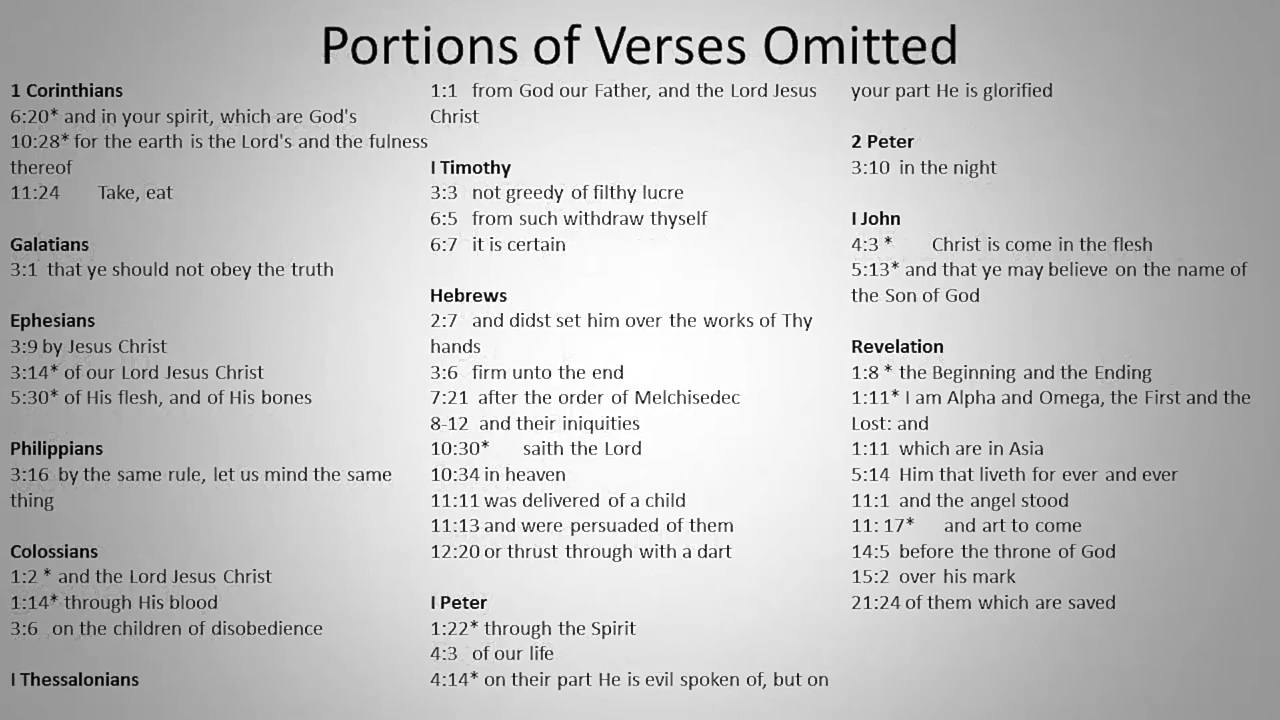 Portions of Verses Omitted
1 Corinthians
6:20* and in your spirit, which are God's
10:28* for the earth is the Lord's and the fulness
thereof
11:24 Take, eat
Galatians
3:1 that ye should not obey the truth
Ephesians
3:9 by Jesus Christ
3:14* of our Lord Jesus Christ
5:30* of His flesh, and of His bones
Philippians
3:16 by the same rule, let us mind the same
thing
Colossians
1:2 * and the Lord Jesus Christ
1:14* through His blood
3:6 on the children of disobedience
I Thessalonians
1:1 from God our Father, and the Lord Jesus
Christ
I Timothy
3:3 not greedy of filthy lucre
6:5 from such withdraw thyself
6:7 it is certain
Hebrews
2:7 and didst set him over the works of Thy
hands
3:6 firm unto the end
7:21 after the order of Melchisedec
8-12 and their iniquities
10:30* saith the Lord
10:34 in heaven
11:11 was delivered of a child
11:13 and were persuaded of them
12:20 or thrust through with a dart
I Peter
1:22* through the Spirit
4:3 of our life
4:14* on their part He is evil spoken of, but on
your part He is glorified
2 Peter
3:10 in the night
I John
4:3 * Christ is come in the flesh
5:13* and that ye may believe on the name of
the Son of God
Revelation
1:8 * the Beginning and the Ending
1:11* I am Alpha and Omega, the First and the
Lost: and
1:11 which are in Asia
5:14 Him that liveth for ever and ever
11:1 and the angel stood
11: 17* and art to come
14:5 before the throne of God
15:2 over his mark
21:24 of them which are saved